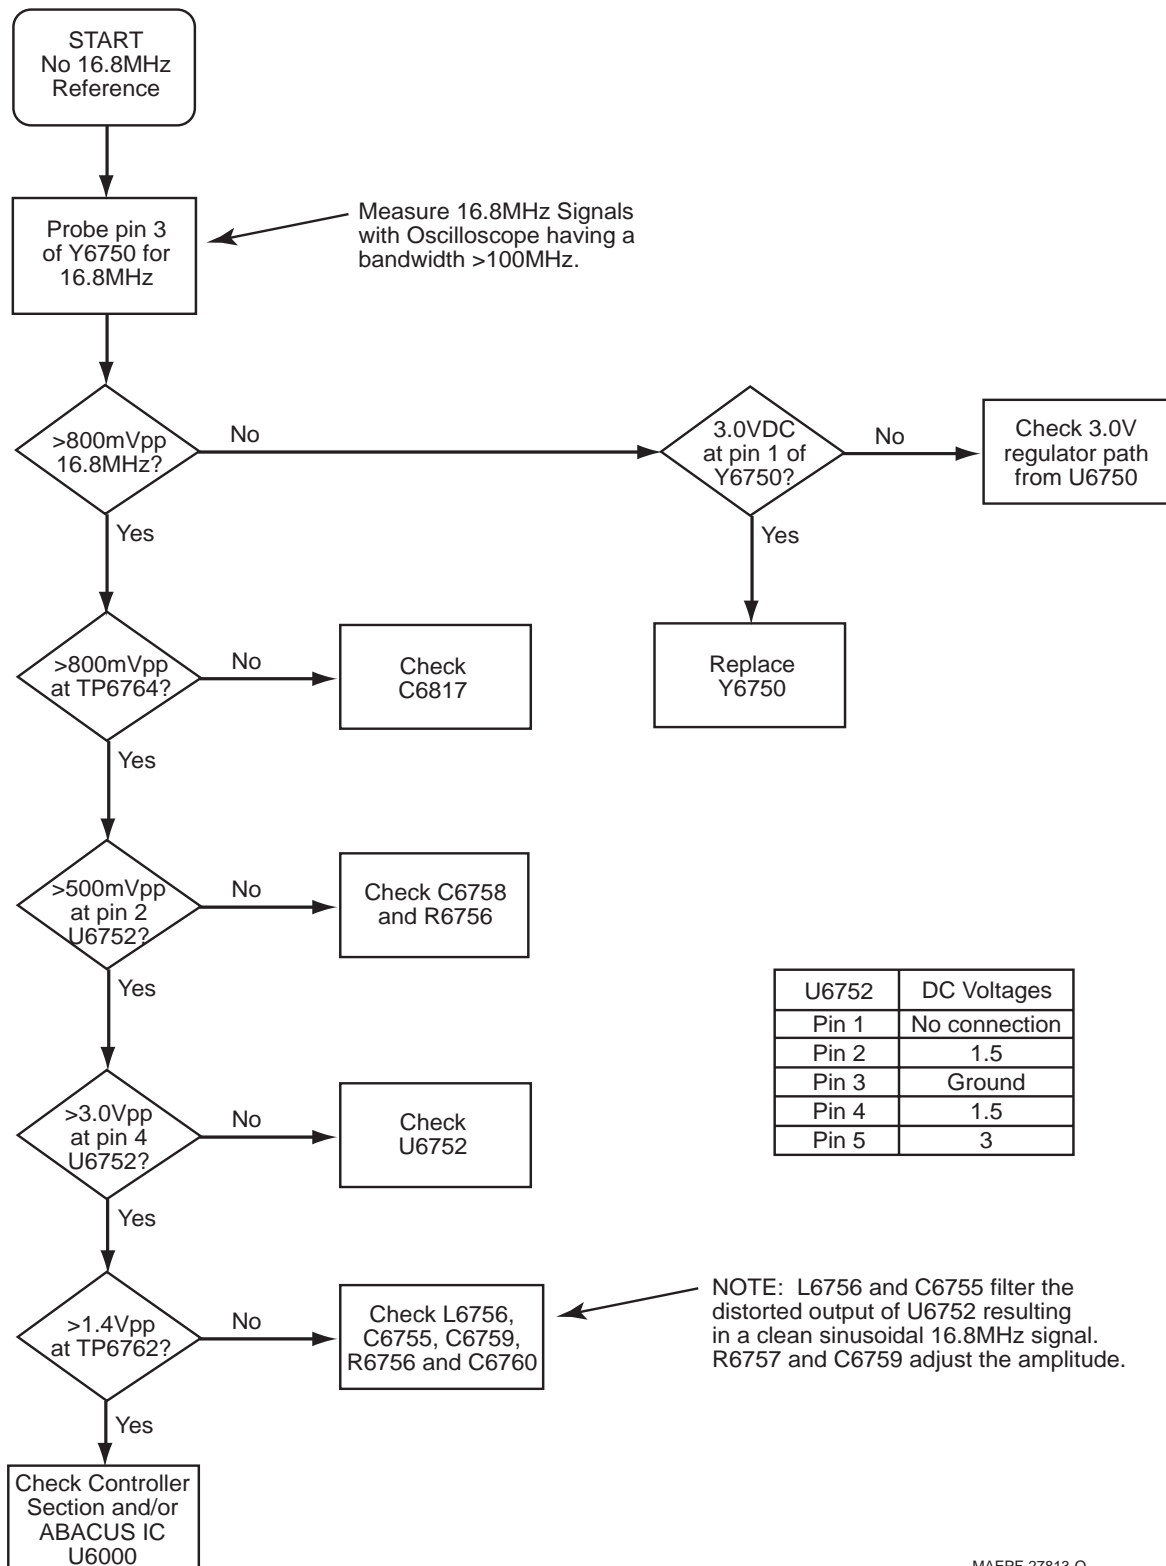 START
No 16.8MHz
Reference
Probe pin 3
of Y6750 for
16.8MHz
Measure 16.8MHz Signals
with Oscilloscope having a
bandwidth >100MHz.
>800mVpp
16.8MHz?
No
3.0VDC
at pin 1 of
Y6750?
No
Check 3.0V
regulator path
from U6750
Yes
Yes
>800mVpp
at TP6764?
No
Check
C6817
Replace
Y6750
Yes
>500mVpp
at pin 2
U6752?
No
Check C6758
and R6756
Yes
U6752 DC Voltages
Pin 1 No connection
Pin 2 1.5
Pin 3 Ground
Pin 4 1.5
Pin 5 3
>3.0Vpp
at pin 4
U6752?
No
Check
U6752
Yes
>1.4Vpp
at TP6762?
No
Check L6756,
C6755, C6759,
R6756 and C6760
NOTE: L6756 and C6755 filter the
distorted output of U6752 resulting
in a clean sinusoidal 16.8MHz signal.
R6757 and C6759 adjust the amplitude.
Yes
Check Controller
Section and/or
ABACUS IC
U6000